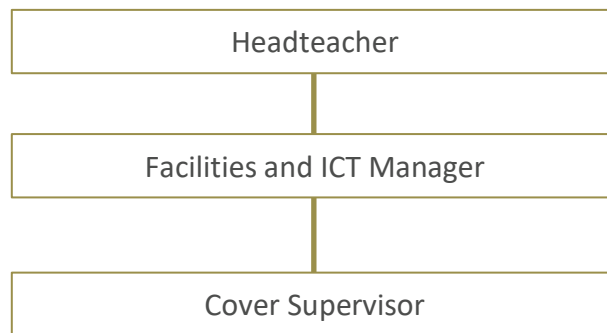 Headteacher
Facilities and ICT Manager
Cover Supervisor